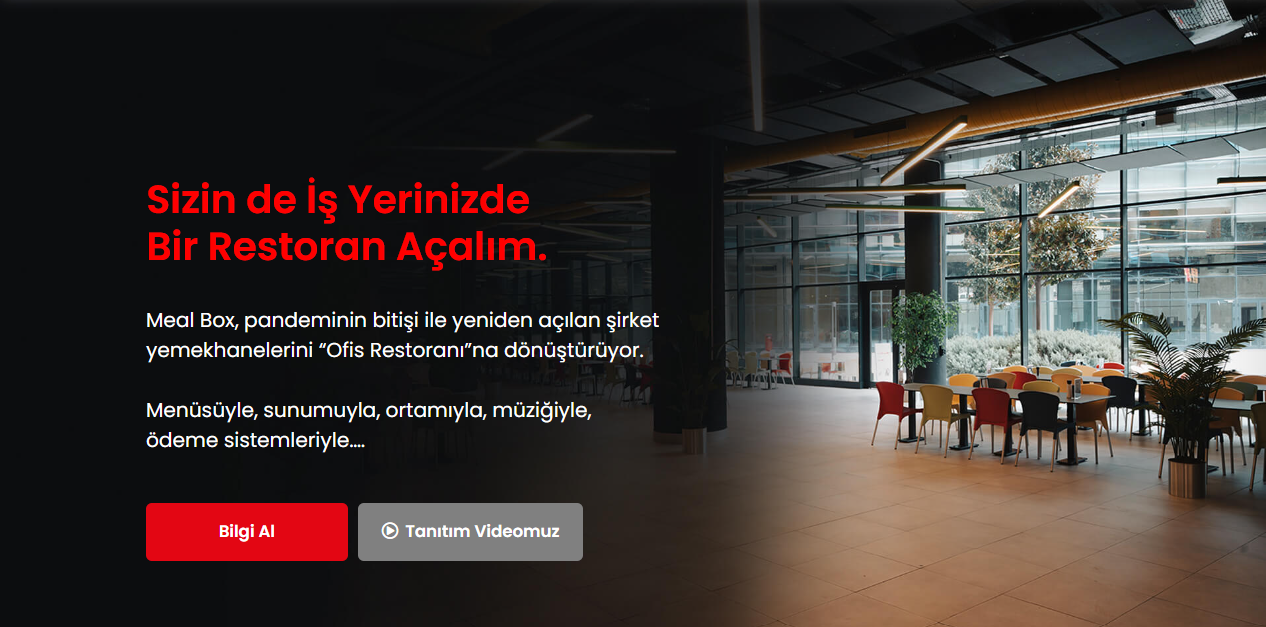 Sizin de İş Yerinizde
Bir Restoran Açalım.
Meal Box, pandeminin bitişi ile yeniden açılan şirket
yemekhanelerini “Ofis Restoranı”na dönüştürüyor.
Menüsüyle, sunumuyla, ortamıyla, müziğiyle,
ödeme sistemleriyle....
Bilgi Al
Tanıtım Videomuz